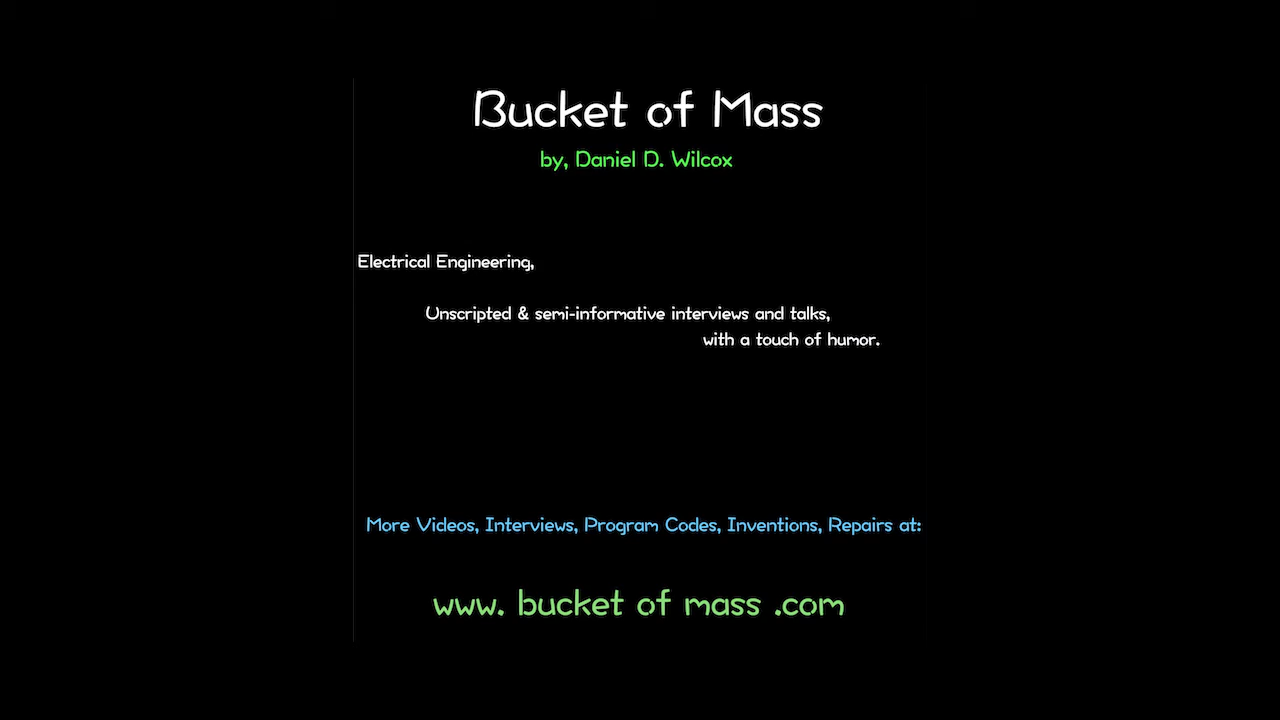 Bucket of Mass
by, Daniel D. Wilcox
Electrical Engineering,
Unscripted & semi-informative interviews and talks,
with a touch of humor.
More Videos, Interviews, Program Codes, Inventions, Repairs at:
www. bucket of mass .com